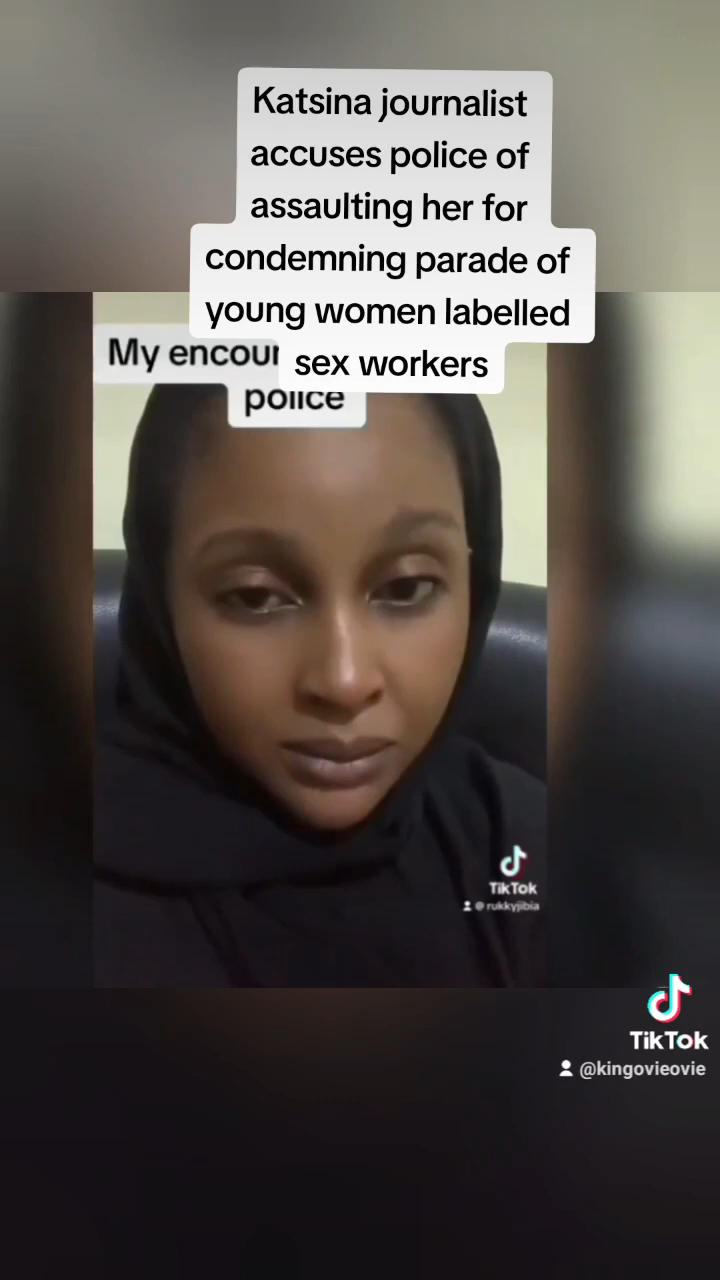 Katsina journalist
accuses police of
assaulting her for
condemning parade of
young women labelled
sex workers
My
police
TikTok
@rukkyjibia
TikTok
@kingovieovie